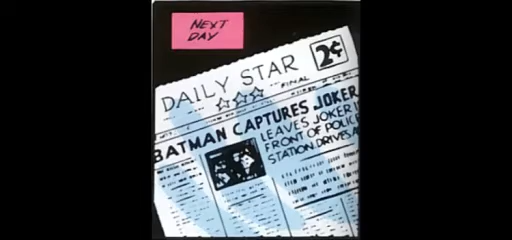 NEXT
DAY
DAILY STAR
2¢
FINAL
BATMAN CAPTURES JOKER
LEAVES JOKER I
FRONT OF POLIC
STATION DRIVES A